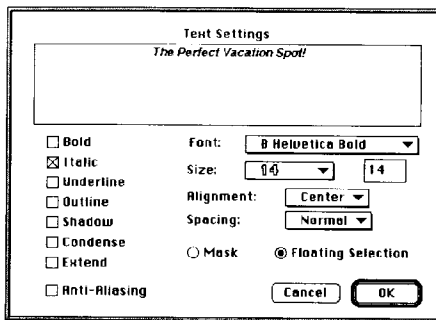 Text Settings
The Perfect Vacation Spot!
Bold
Italic
Underline
Outline
Shadow
Condense
Extend
Anti-Aliasing
Font: B Helvetica Bold
Size: 14 14
Alignment: Center
Spacing: Normal
Mask Floating Selection
Cancel OK